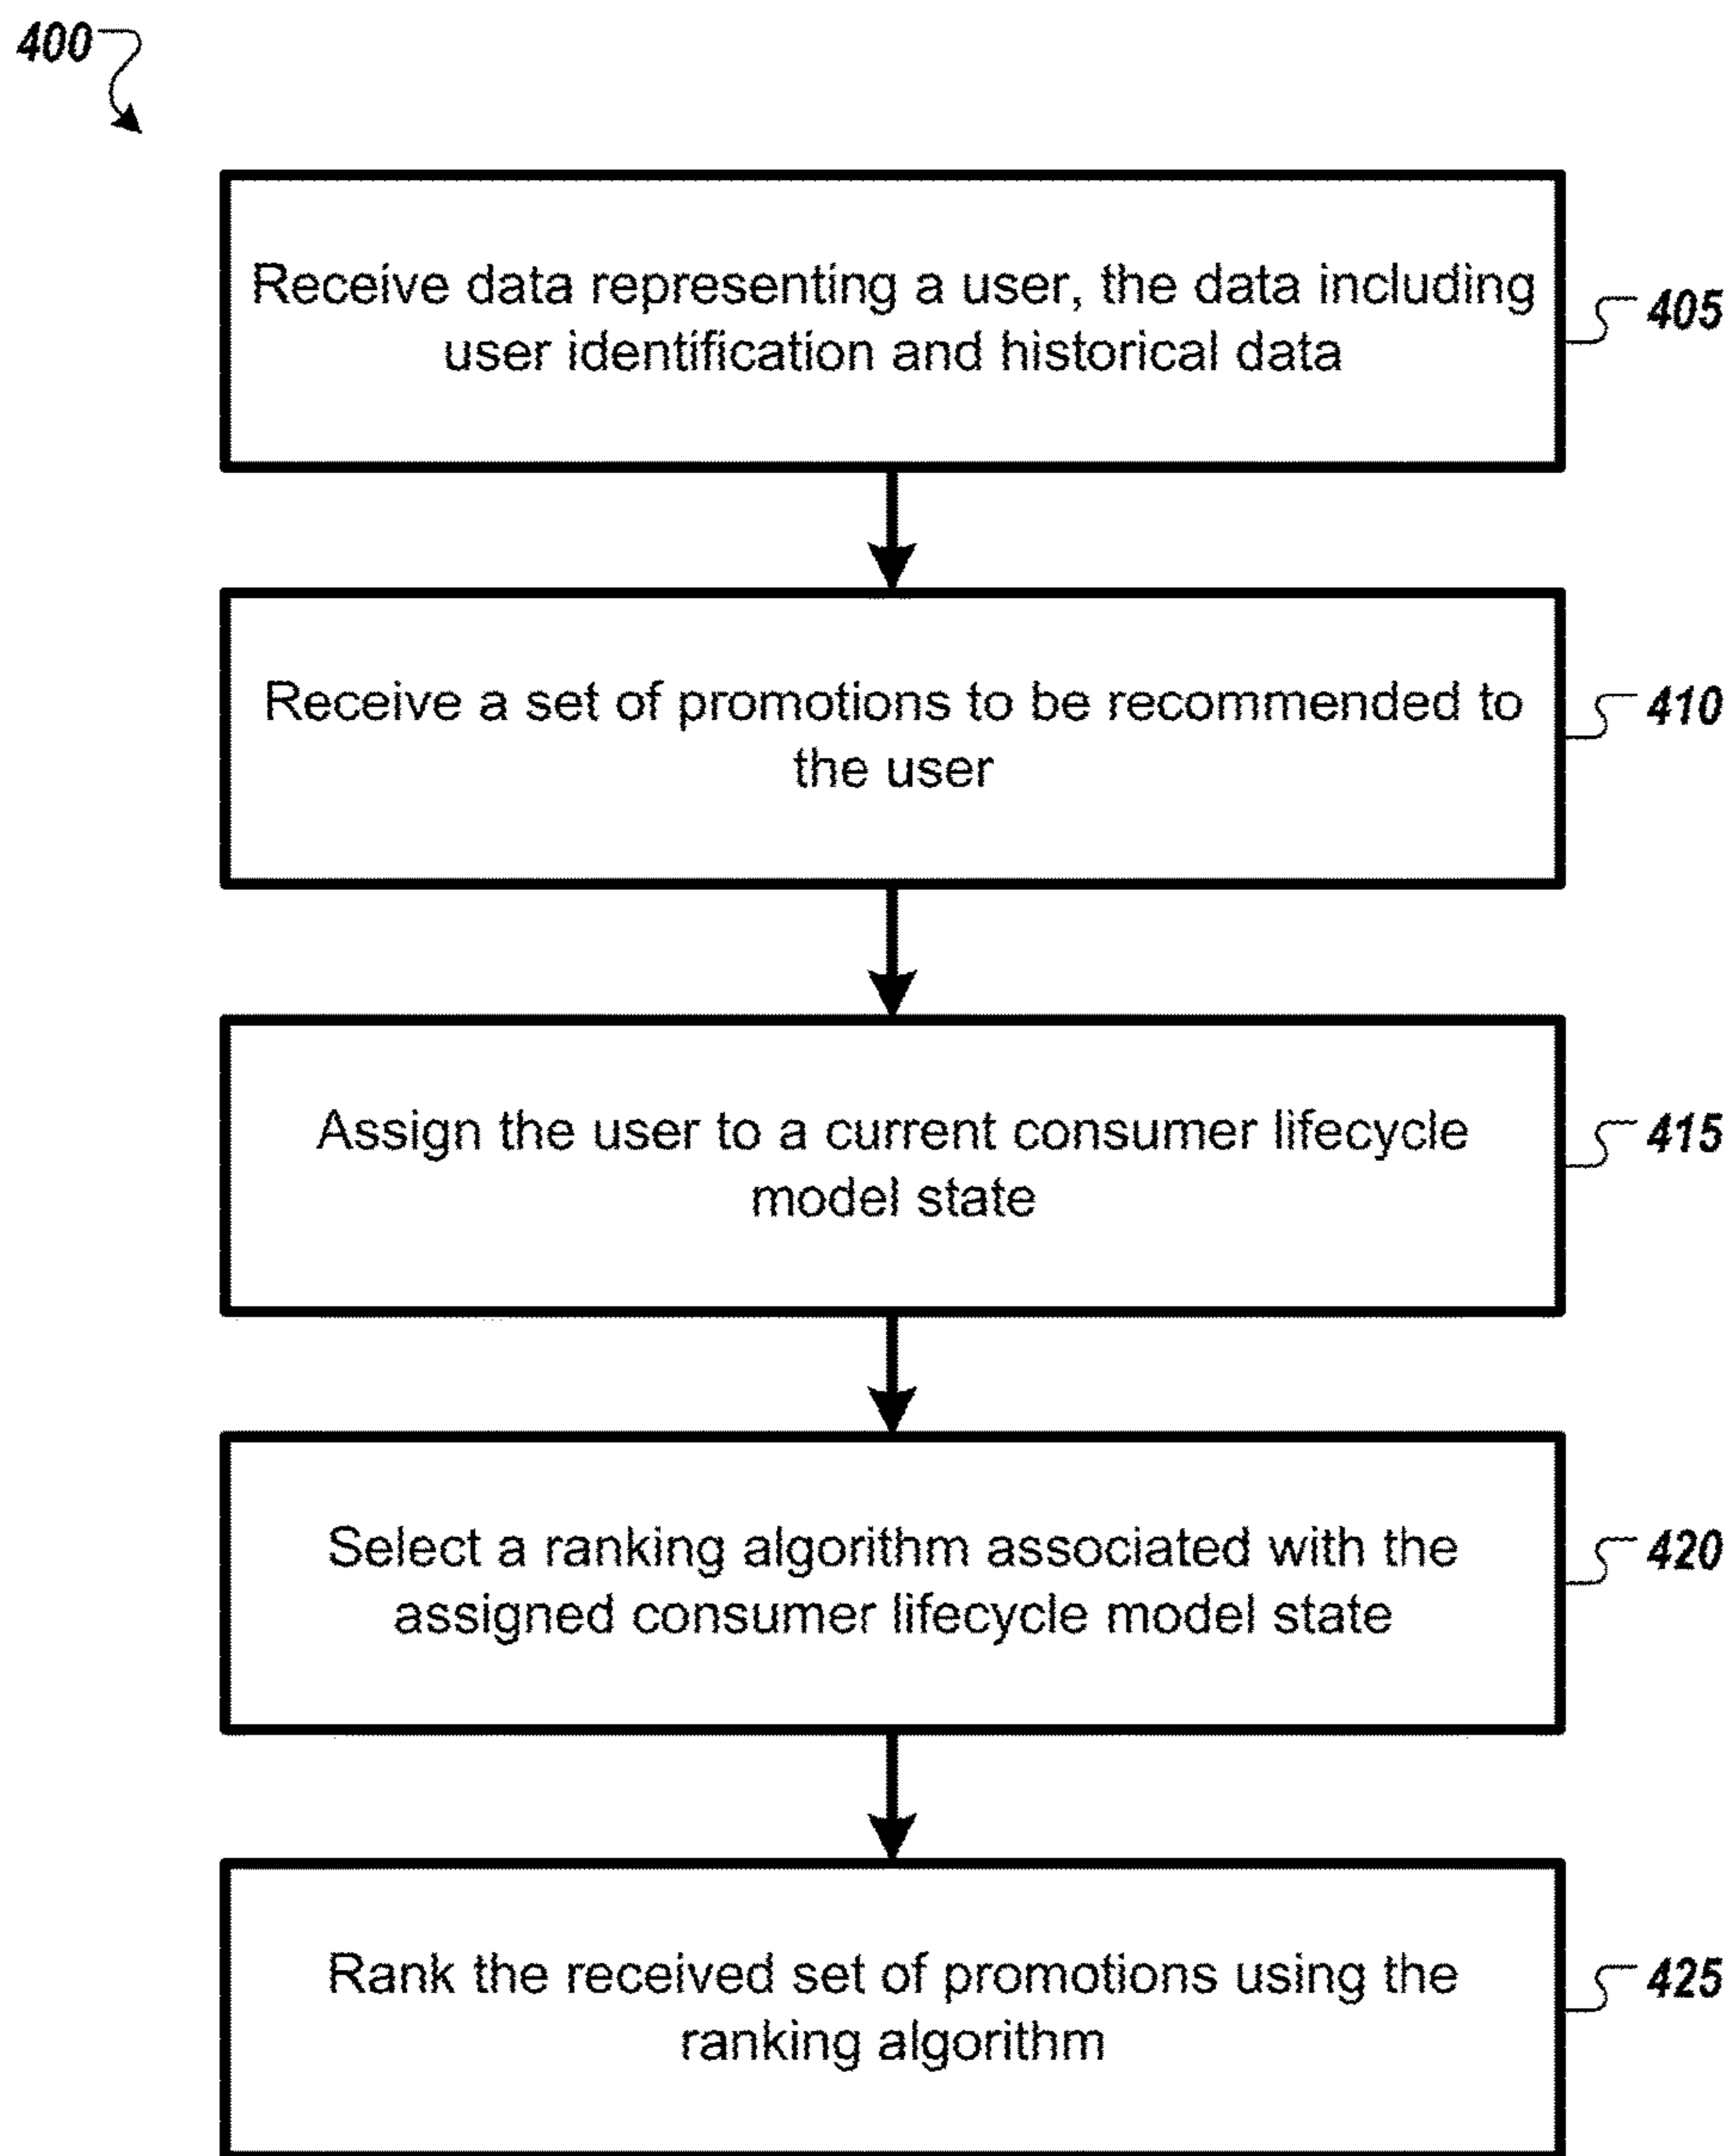 400
Receive data representing a user, the data including
user identification and historical data
405
Receive a set of promotions to be recommended to
the user
410
Assign the user to a current consumer lifecycle
model state
415
Select a ranking algorithm associated with the
assigned consumer lifecycle model state
420
Rank the received set of promotions using the
ranking algorithm
425